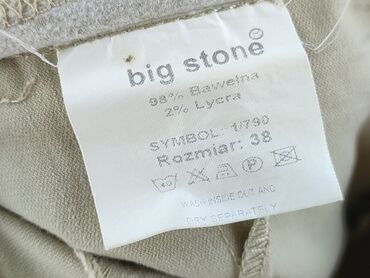 big stone
98% Bawełna
2% Lycra
SYMBOL: 1/790
Rozmiar: 38
WASH INSIDE OUT AND
DRY SEPARATELY